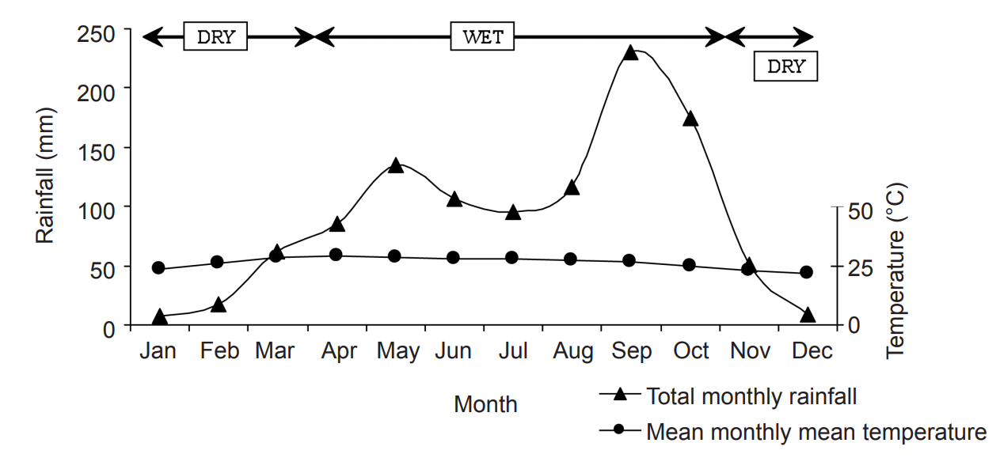 250
200
150
100
50
0
Rainfall (mm)
DRY
WET
DRY
50
25
0
Temperature (°C)
Jan Feb Mar Apr May Jun Jul Aug Sep Oct Nov Dec
Month
Total monthly rainfall
Mean monthly mean temperature